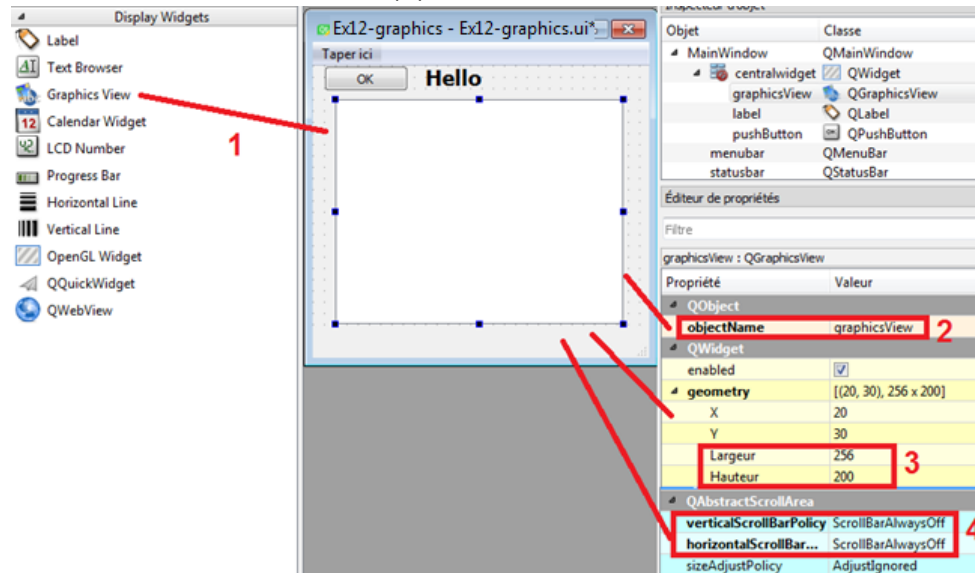 Display Widgets
Label
Text Browser
Graphics View
Calendar Widget
12
LCD Number
Progress Bar
Horizontal Line
Vertical Line
OpenGL Widget
QQuickWidget
QWebView
1
Ex12-graphics - Ex12-graphics.ui*
Taper ici
OK
Hello
Inspecteur d'objet
Objet Classe
MainWindow QMainWindow
centralwidget QWidget
graphicsView QGraphicsView
label QLabel
pushButton QPushButton
menubar QMenuBar
statusbar QStatusBar
Éditeur de propriétés
Filtre
graphicsView : QGraphicsView
Propriété Valeur
QObject
objectName graphicsView
2
QWidget
enabled
geometry [(20, 30), 256 x 200]
X 20
Y 30
Largeur 256
Hauteur 200
3
QAbstractScrollArea
verticalScrollBarPolicy ScrollBarAlwaysOff
horizontalScrollBar... ScrollBarAlwaysOff
4
sizeAdjustPolicy AdjustIgnored